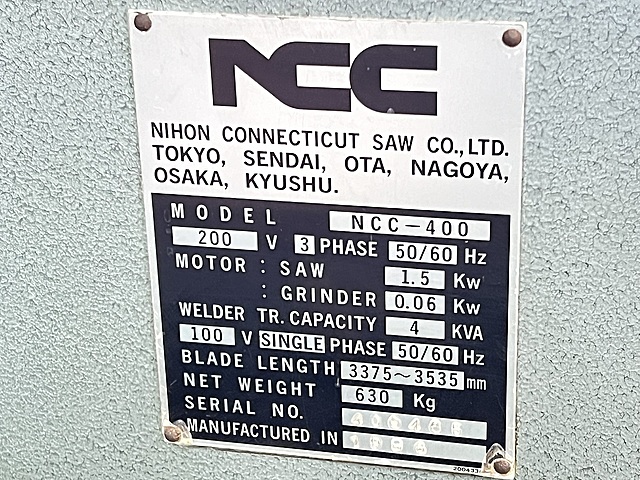 NCC
NIHON CONNECTICUT SAW CO., LTD.
TOKYO, SENDAI, OTA, NAGOYA,
OSAKA, KYUSHU.
MODEL NCC-400
200 V 3 PHASE 50/60 Hz
MOTOR : SAW 1.5 Kw
: GRINDER 0.06 Kw
WELDER TR. CAPACITY 4 KVA
100 V SINGLE PHASE 50/60 Hz
BLADE LENGTH 3375~3535 mm
NET WEIGHT 630 Kg
SERIAL NO.
MANUFACTURED IN